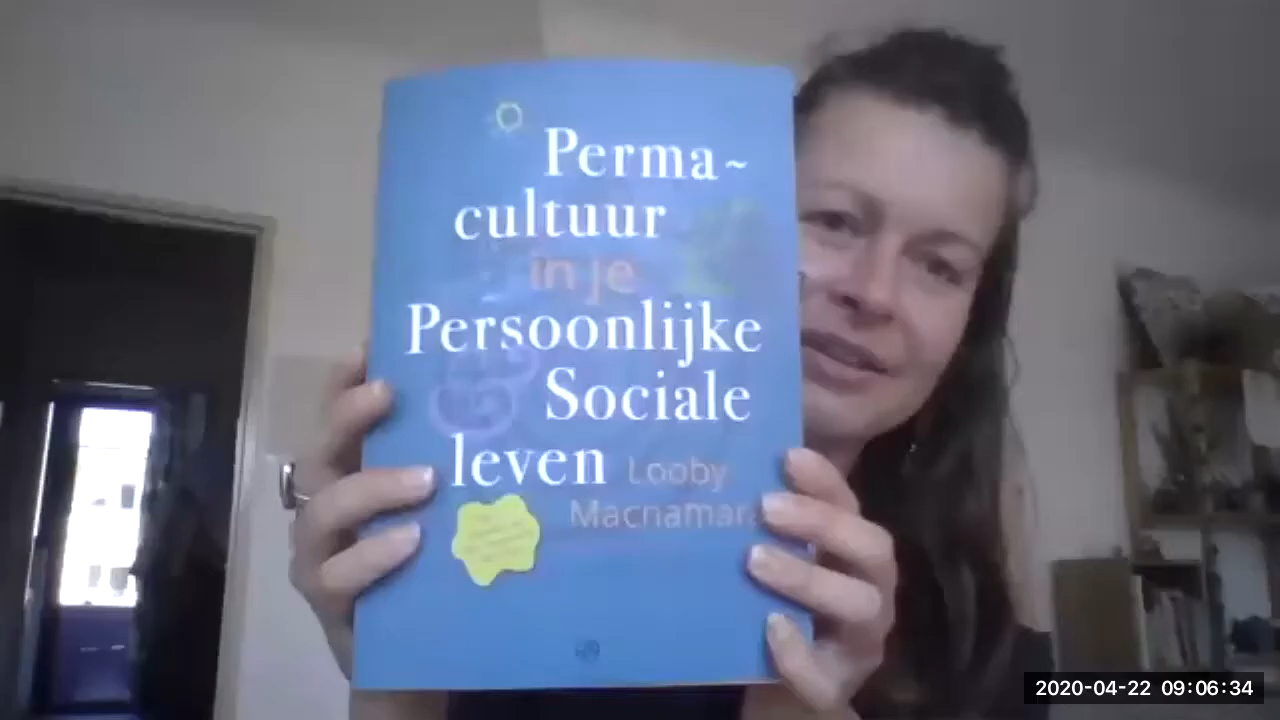 Perma~
cultuur
in je
Persoonlijke
Sociale
leven
Looby
Macnamara
2020-04-22 09:06:34